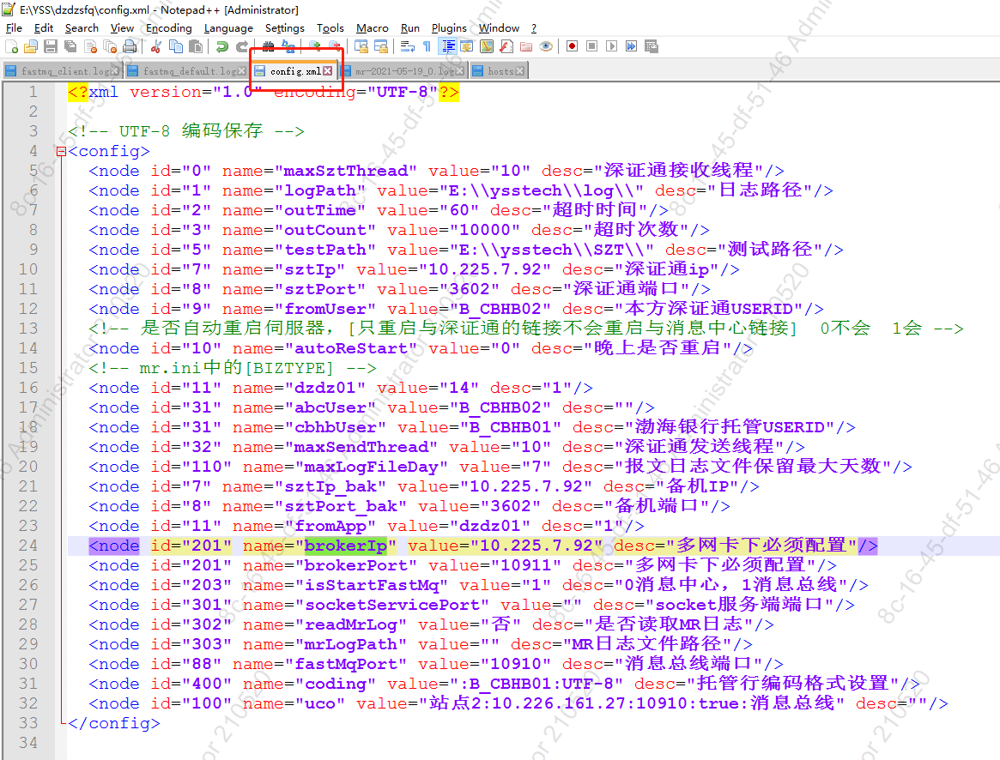 E:\YSS\dzdzsfq\config.xml - Notepad++ [Administrator]
File Edit Search View Encoding Language Settings Tools Macro Run Plugins Window ?
fastmq_client.log fastmq_default.log config.xml mr-2021-05-19_0.log hosts
1 <?xml version="1.0" encoding="UTF-8"?>
2
3 <!-- UTF-8 编码保存 -->
4 <config>
5 <node id="0" name="maxSztThread" value="10" desc="深证通接收线程"/>
6 <node id="1" name="logPath" value="E:\\ysstech\\log\\" desc="日志路径"/>
7 <node id="2" name="outTime" value="60" desc="超时时间"/>
8 <node id="3" name="outCount" value="10000" desc="超时次数"/>
9 <node id="5" name="testPath" value="E:\\ysstech\\SZT\\" desc="测试路径"/>
10 <node id="7" name="sztIp" value="10.225.7.92" desc="深证通ip"/>
11 <node id="8" name="sztPort" value="3602" desc="深证通端口"/>
12 <node id="9" name="fromUser" value="B_CBHB02" desc="本方深证通USERID"/>
13 <!-- 是否自动重启伺服器，[只重启与深证通的链接不会重启与消息中心链接] 0不会 1会 -->
14 <node id="10" name="autoReStart" value="0" desc="晚上是否重启"/>
15 <!-- mr.ini中的[BIZTYPE] -->
16 <node id="11" name="dzdz01" value="14" desc="1"/>
17 <node id="31" name="abcUser" value="B_CBHB02" desc=""/>
18 <node id="31" name="cbhbUser" value="B_CBHB01" desc="渤海银行托管USERID"/>
19 <node id="32" name="maxSendThread" value="10" desc="深证通发送线程"/>
20 <node id="110" name="maxLogFileDay" value="7" desc="报文日志文件保留最大天数"/>
21 <node id="7" name="sztIp_bak" value="10.225.7.92" desc="备机IP"/>
22 <node id="8" name="sztPort_bak" value="3602" desc="备机端口"/>
23 <node id="11" name="fromApp" value="dzdz01" desc="1"/>
24 <node id="201" name="brokerIp" value="10.225.7.92" desc="多网卡下必须配置"/>
25 <node id="201" name="brokerPort" value="10911" desc="多网卡下必须配置"/>
26 <node id="203" name="isStartFastMq" value="1" desc="0消息中心，1消息总线"/>
27 <node id="301" name="socketServicePort" value="" desc="socket服务端端口"/>
28 <node id="302" name="readMrLog" value="否" desc="是否读取MR日志"/>
29 <node id="303" name="mrLogPath" value="" desc="MR日志文件路径"/>
30 <node id="88" name="fastMqPort" value="10910" desc="消息总线端口"/>
31 <node id="400" name="coding" value=":B_CBHB01:UTF-8" desc="托管行编码格式设置"/>
32 <node id="100" name="uco" value="站点2:10.226.161.27:10910:true:消息总线" desc=""/>
33 </config>
34